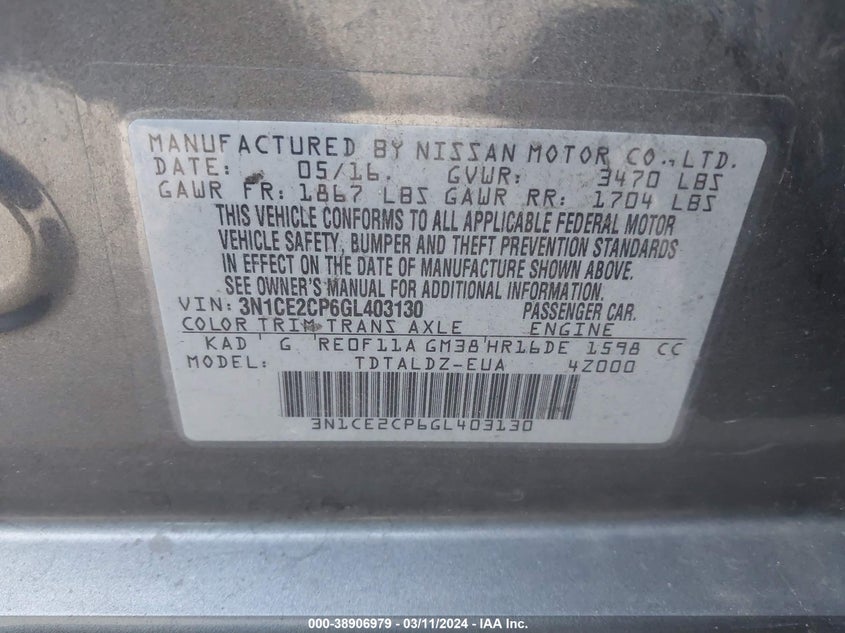 MANUFACTURED BY NISSAN MOTOR CO., LTD.
DATE: 05/16. GVWR: 3470 LBS
GAWR FR: 1867 LBS GAWR RR: 1704 LBS
THIS VEHICLE CONFORMS TO ALL APPLICABLE FEDERAL MOTOR
VEHICLE SAFETY, BUMPER AND THEFT PREVENTION STANDARDS
IN EFFECT ON THE DATE OF MANUFACTURE SHOWN ABOVE.
SEE OWNER'S MANUAL FOR ADDITIONAL INFORMATION.
VIN: 3N1CE2CP6GL403130 PASSENGER CAR.
COLOR TRIM TRANS AXLE ENGINE
KAD G RE0F11A GM38 HR16DE 1598 CC
MODEL: TDTALDZ-EUA 4Z000
3N1CE2CP6GL403130
000-38906979 - 03/11/2024 - IAAI.com